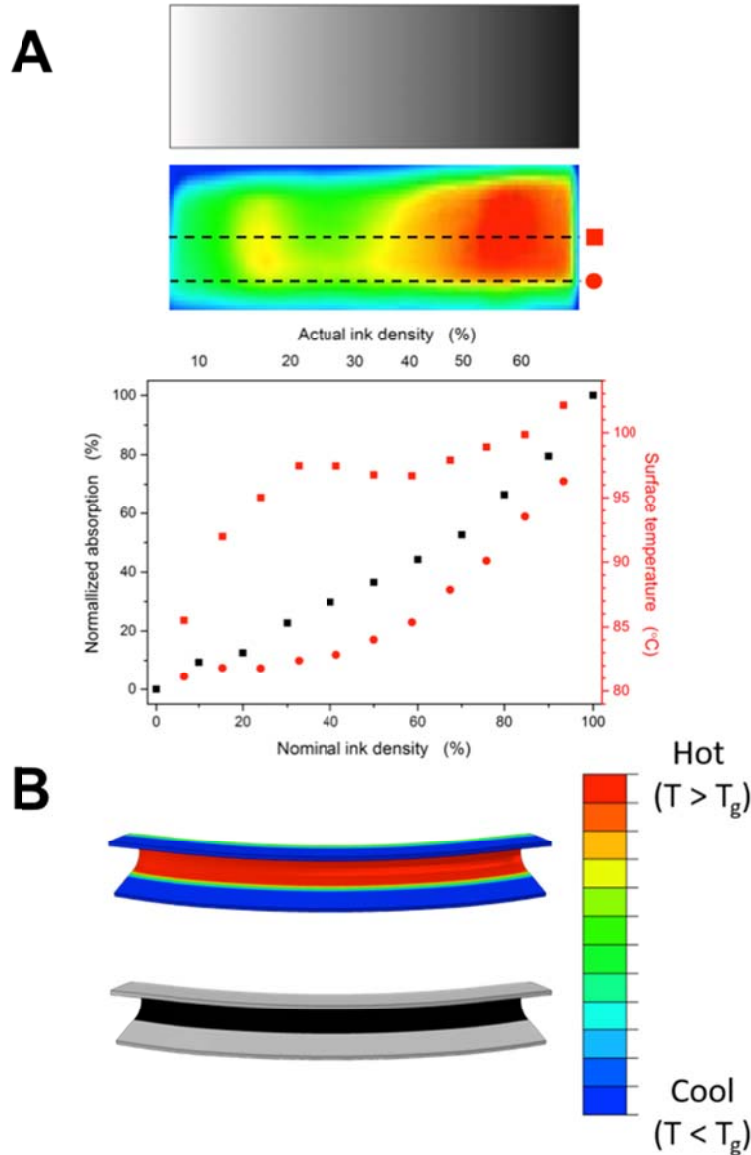 A
Actual ink density (%)
10 20 30 40 50 60
100
80
60
40
20
0
Normallized absorption (%)
100
95
90
85
80
Surface temperature (°C)
0 20 40 60 80 100
Nominal ink density (%)
B
Hot
(T > Tg)
Cool
(T < Tg)